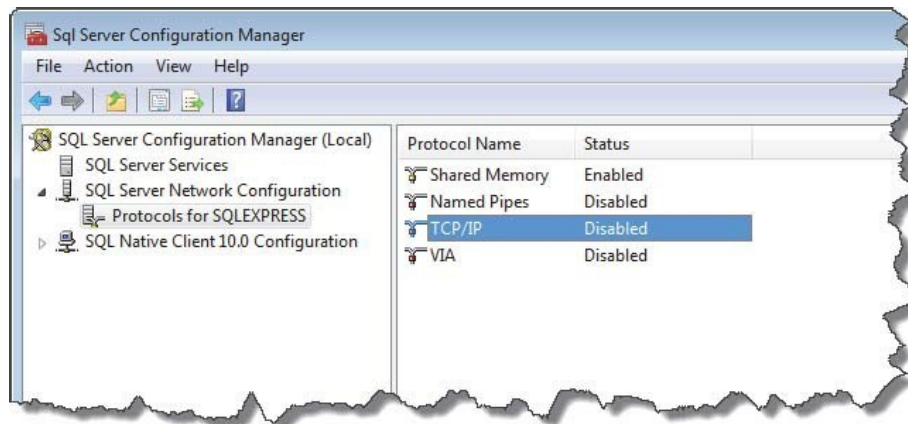 Sql Server Configuration Manager
File Action View Help
SQL Server Configuration Manager (Local)
SQL Server Services
SQL Server Network Configuration
Protocols for SQLEXPRESS
SQL Native Client 10.0 Configuration
Protocol Name Status
Shared Memory Enabled
Named Pipes Disabled
TCP/IP Disabled
VIA Disabled